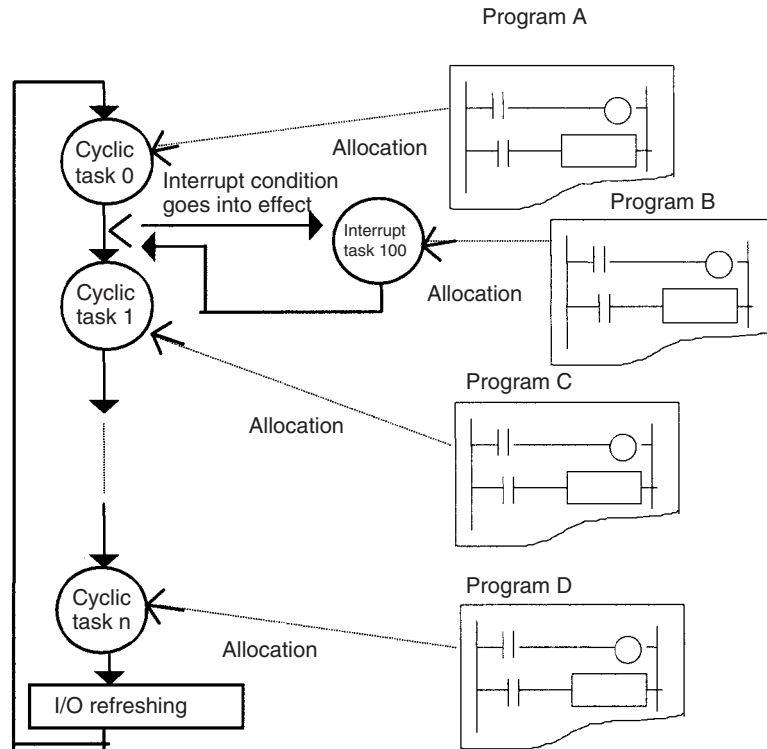 Program A
Cyclic
task 0
Allocation
Interrupt condition
goes into effect
Program B
Interrupt
task 100
Allocation
Cyclic
task 1
Program C
Allocation
Cyclic
task n
Program D
Allocation
I/O refreshing